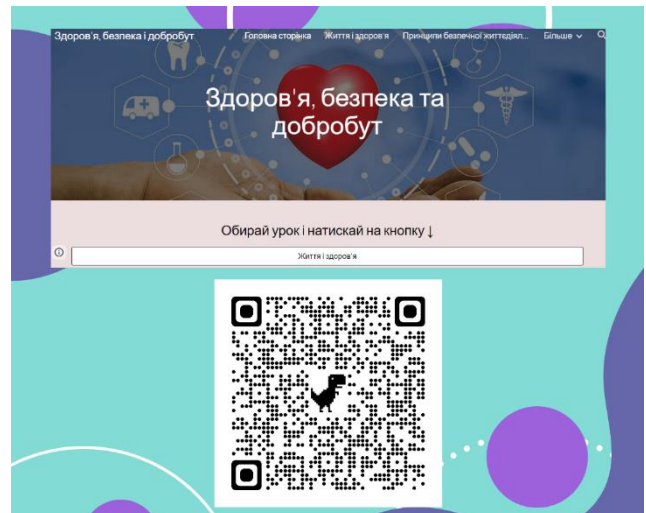 Здоров'я, безпека і добробут
Головна сторінка Життя і здоров'я Принципи безпечної життєдіял... Більше
Здоров'я, безпека та
добробут
Обирай урок і натискай на кнопку ↓
Життя і здоров'я